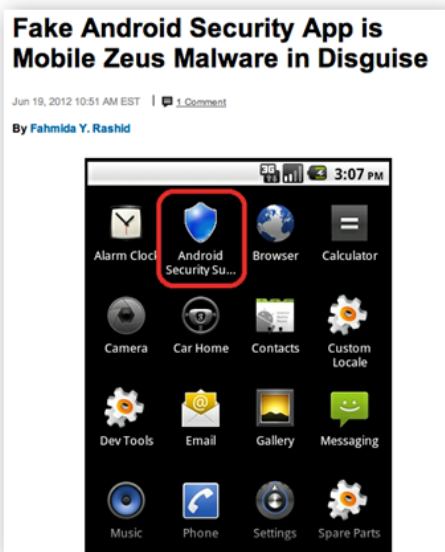 Fake Android Security App is
Mobile Zeus Malware in Disguise
Jun 19, 2012 10:51 AM EST | 1 Comment
By Fahmida Y. Rashid
3G 3:07 PM
Alarm Clock Android Security Su... Browser Calculator
Camera Car Home Contacts Custom Locale
Dev Tools Email Gallery Messaging
Music Phone Settings Spare Parts